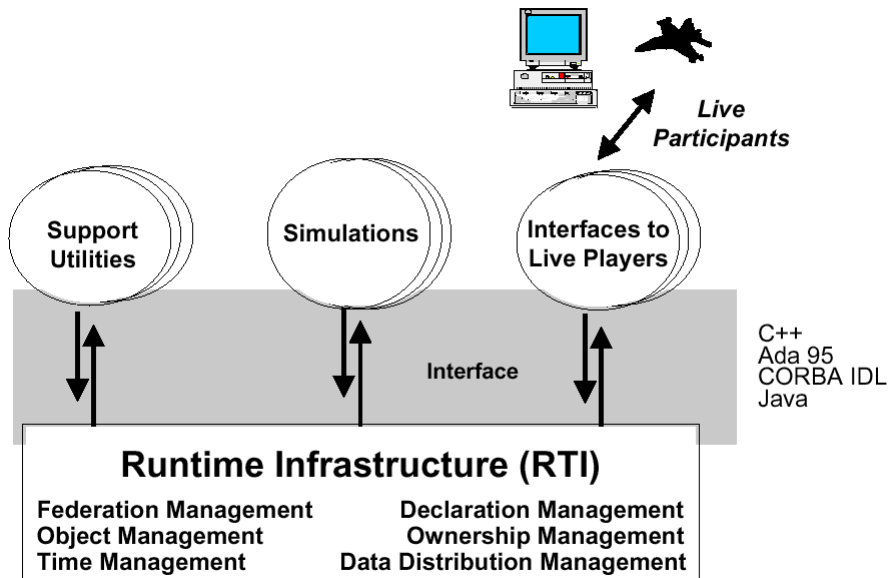 Live
Participants
Support
Utilities
Simulations
Interfaces to
Live Players
Interface
C++
Ada 95
CORBA IDL
Java
Runtime Infrastructure (RTI)
Federation Management
Object Management
Time Management
Declaration Management
Ownership Management
Data Distribution Management